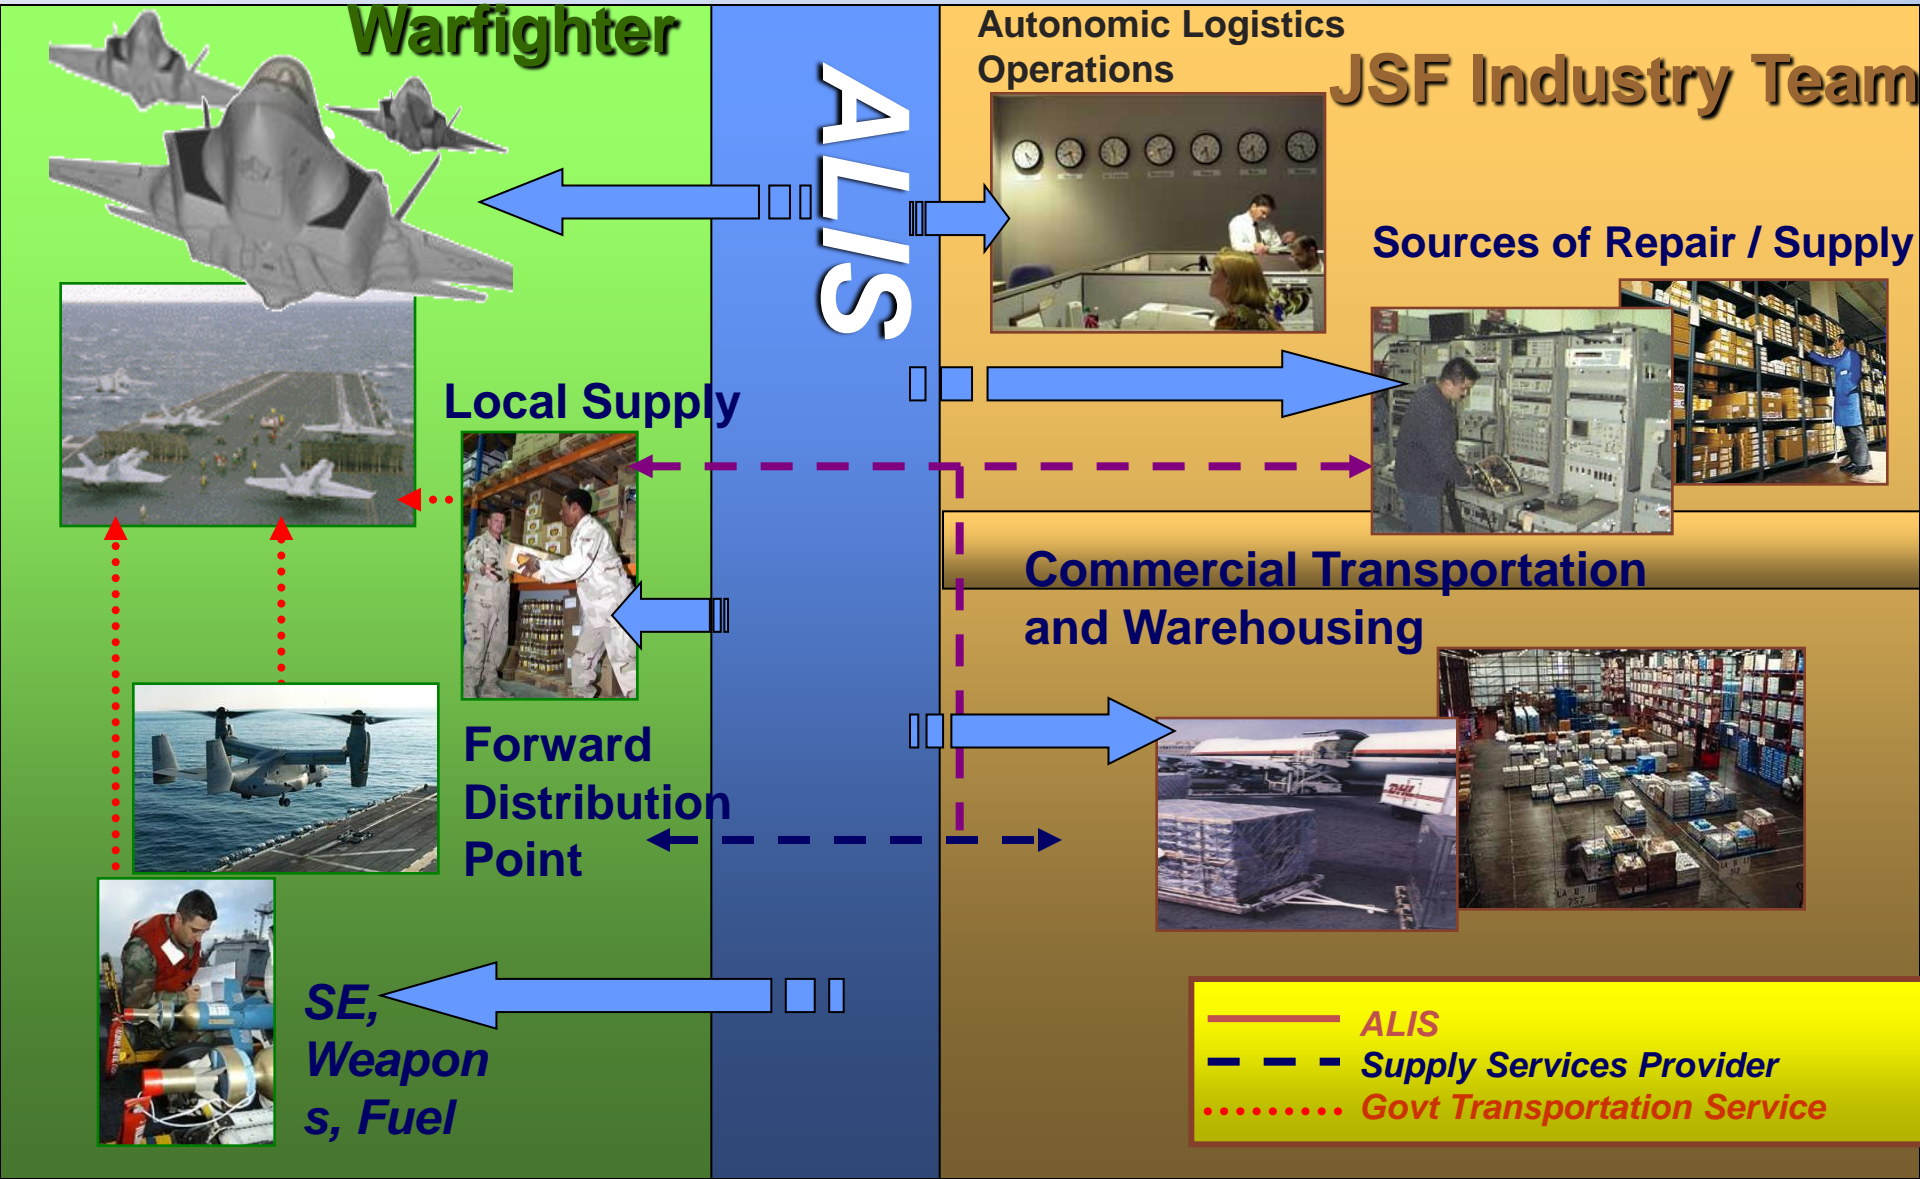 Warfighter
ALIS
Autonomic Logistics
Operations
JSF Industry Team
Sources of Repair / Supply
Local Supply
Commercial Transportation
and Warehousing
Forward
Distribution
Point
DHL
SE,
Weapon
s, Fuel
ALIS
Supply Services Provider
Govt Transportation Service